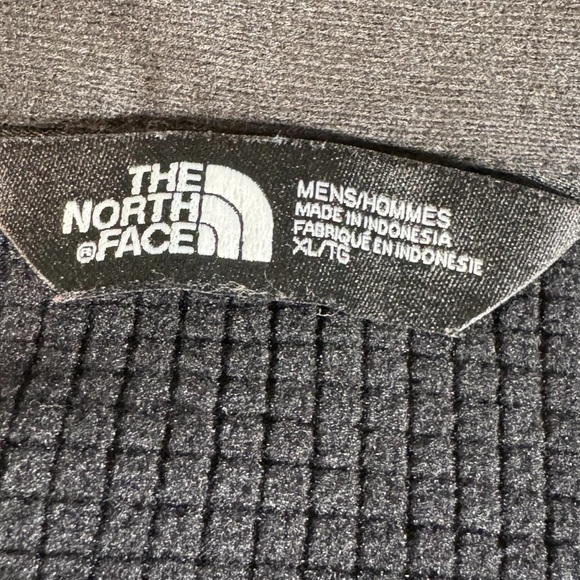 THE
NORTH
FACE
MENS/HOMMES
MADE IN INDONESIA
FABRIQUÉ EN INDONÉSIE
XL/TG